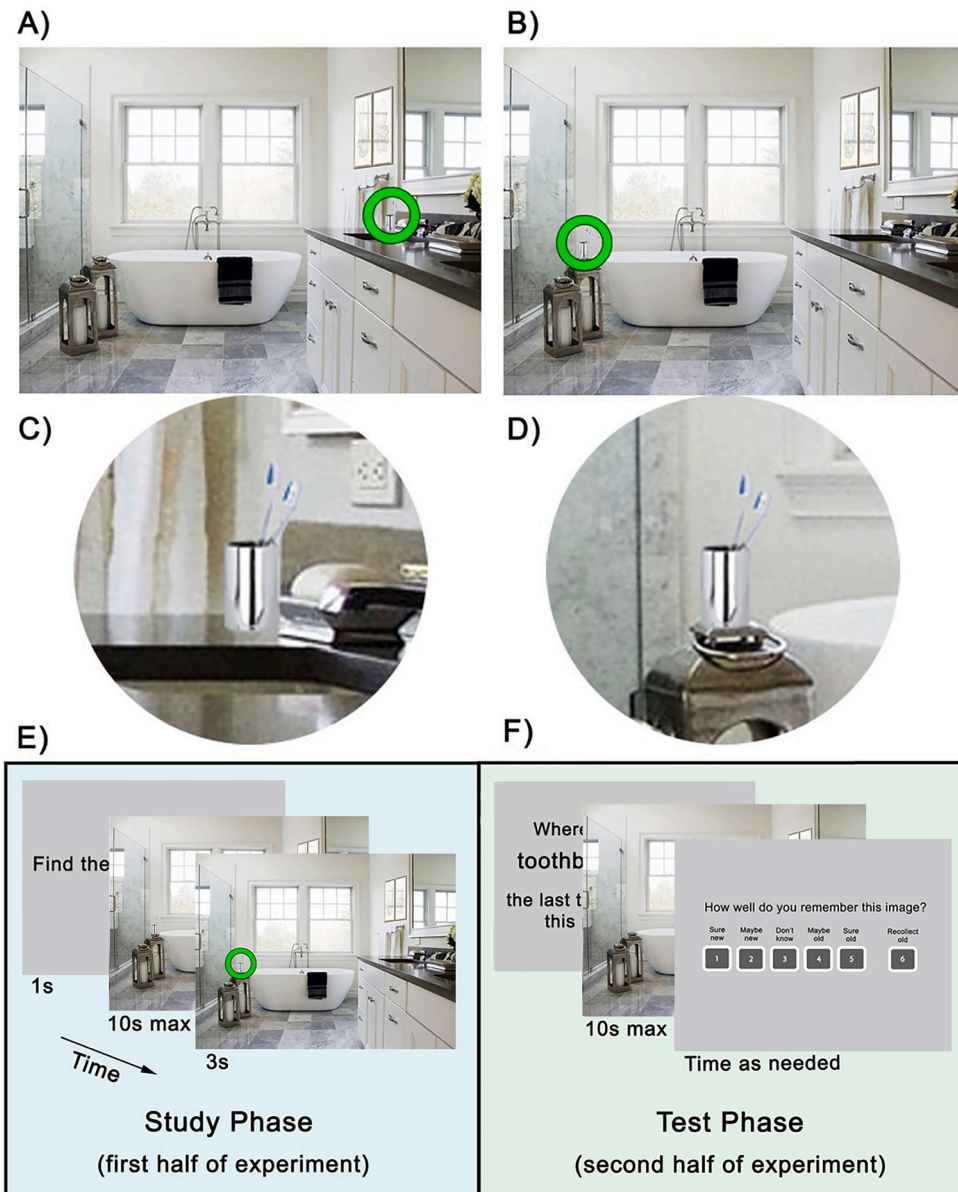 A)
B)
C)
D)
E)
F)
Find the
1s
10s max
3s
Time
Study Phase
(first half of experiment)
Where
toothb
the last t
this
10s max
How well do you remember this image?
Sure new
Maybe new
Don't know
Maybe old
Sure old
Recollect old
1 2 3 4 5 6
Time as needed
Test Phase
(second half of experiment)